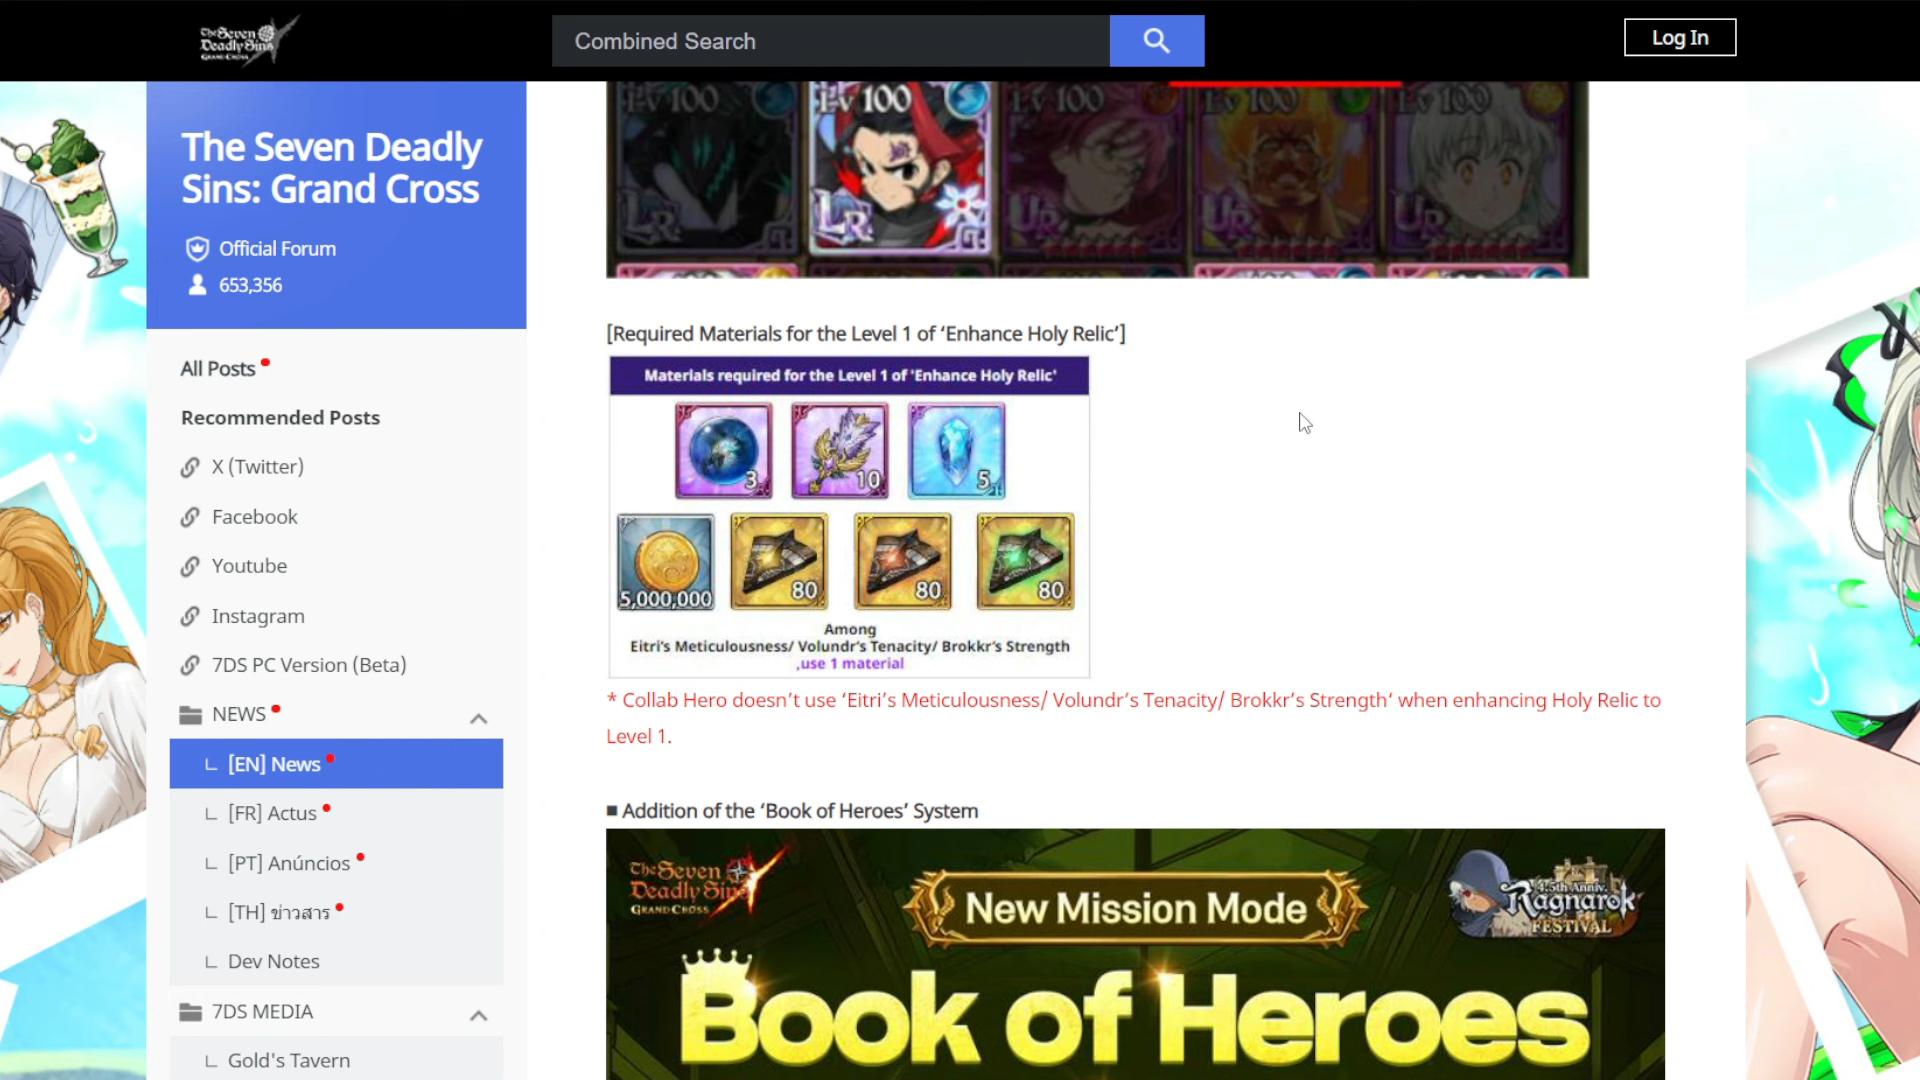 The Seven
Deadly Sins
GRAND CROSS
Combined Search
Log In
The Seven Deadly
Sins: Grand Cross
Official Forum
653,356
All Posts
Recommended Posts
X (Twitter)
Facebook
Youtube
Instagram
7DS PC Version (Beta)
NEWS
[EN] News
[FR] Actus
[PT] Anúncios
[TH] ข่าวสาร
Dev Notes
7DS MEDIA
Gold's Tavern
Lv 100 Lv 100 Lv 100 Lv 100 Lv 100
LR LR UR UR UR
[Required Materials for the Level 1 of ‘Enhance Holy Relic’]
Materials required for the Level 1 of 'Enhance Holy Relic'
3 10 5
5,000,000 80 80 80
Among
Eitri's Meticulousness/ Volundr's Tenacity/ Brokkr's Strength
,use 1 material
* Collab Hero doesn’t use ‘Eitri’s Meticulousness/ Volundr’s Tenacity/ Brokkr’s Strength‘ when enhancing Holy Relic to
Level 1.
■ Addition of the ‘Book of Heroes’ System
The Seven
Deadly Sins
GRAND CROSS
New Mission Mode
4.5th Anniv.
Ragnarok
FESTIVAL
Book of Heroes